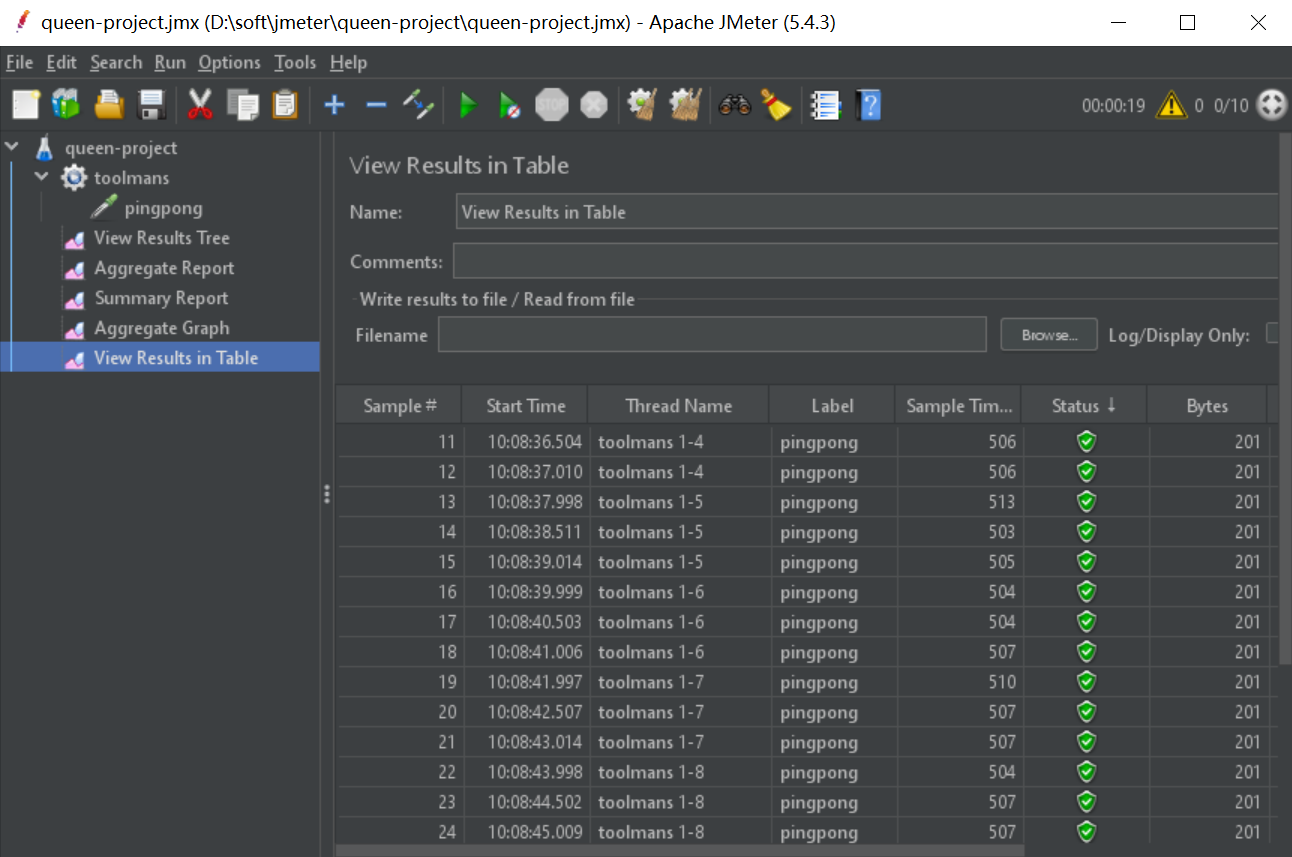 queen-project.jmx (D:\soft\jmeter\queen-project\queen-project.jmx) - Apache JMeter (5.4.3)
File Edit Search Run Options Tools Help
STOP 00:00:19 0 0/10
queen-project
toolmans
pingpong
View Results Tree
Aggregate Report
Summary Report
Aggregate Graph
View Results in Table
View Results in Table
Name: View Results in Table
Comments:
Write results to file / Read from file
Filename Browse... Log/Display Only:
Sample # Start Time Thread Name Label Sample Tim... Status ↓ Bytes
11 10:08:36.504 toolmans 1-4 pingpong 506 201
12 10:08:37.010 toolmans 1-4 pingpong 506 201
13 10:08:37.998 toolmans 1-5 pingpong 513 201
14 10:08:38.511 toolmans 1-5 pingpong 503 201
15 10:08:39.014 toolmans 1-5 pingpong 505 201
16 10:08:39.999 toolmans 1-6 pingpong 504 201
17 10:08:40.503 toolmans 1-6 pingpong 504 201
18 10:08:41.006 toolmans 1-6 pingpong 507 201
19 10:08:41.997 toolmans 1-7 pingpong 510 201
20 10:08:42.507 toolmans 1-7 pingpong 507 201
21 10:08:43.014 toolmans 1-7 pingpong 507 201
22 10:08:43.998 toolmans 1-8 pingpong 504 201
23 10:08:44.502 toolmans 1-8 pingpong 507 201
24 10:08:45.009 toolmans 1-8 pingpong 507 201